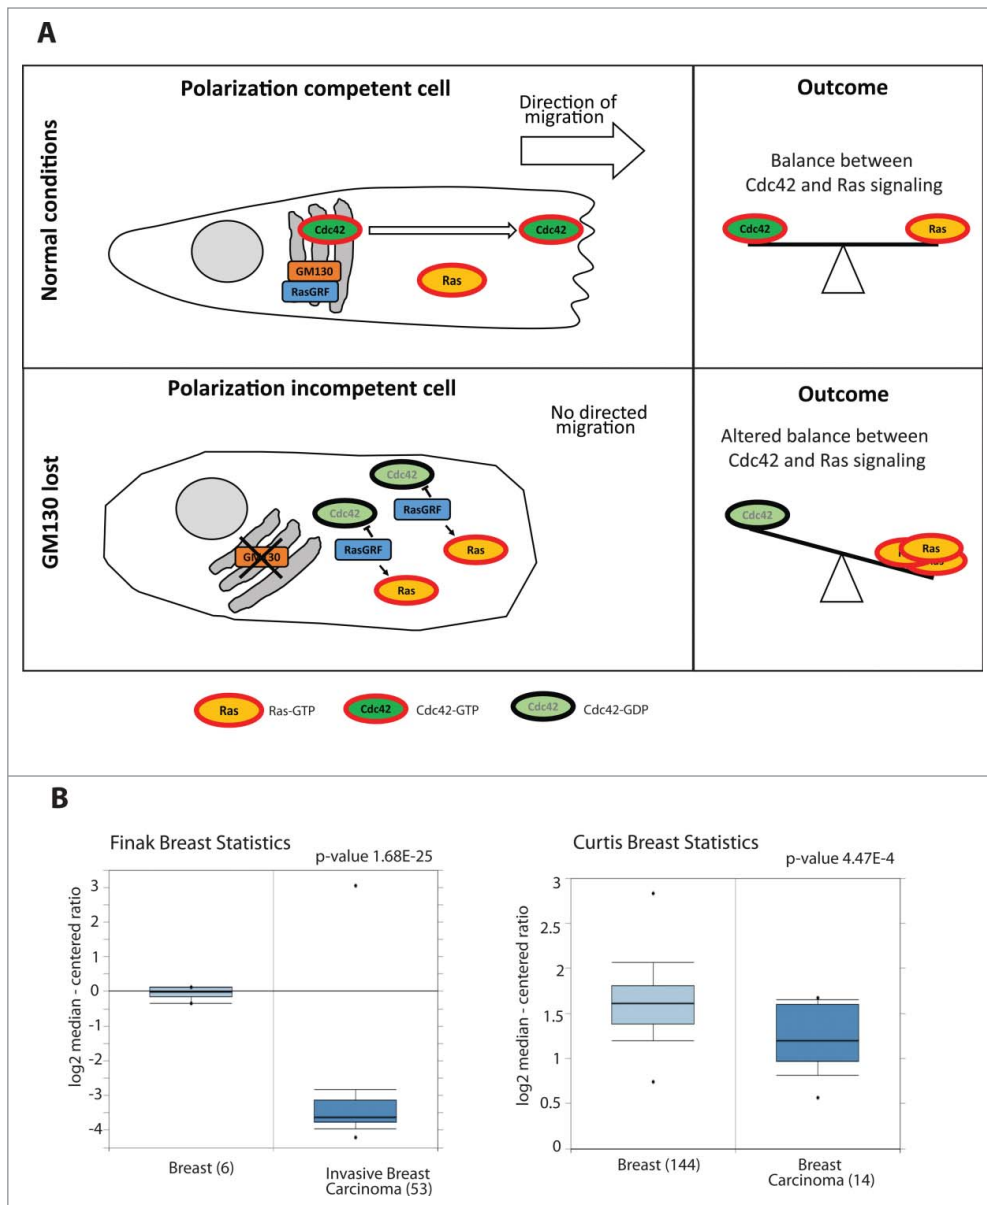 A
Normal conditions
Polarization competent cell
Direction of
migration
Cdc42
Cdc42
GM130
RasGRF
Ras
Outcome
Balance between
Cdc42 and Ras signaling
Cdc42
Ras
GM130 lost
Polarization incompetent cell
No directed
migration
Cdc42
Cdc42
RasGRF
RasGRF
Ras
Ras
GM130
Outcome
Altered balance between
Cdc42 and Ras signaling
Cdc42
Ras
Ras
Ras-GTP
Cdc42
Cdc42-GTP
Cdc42
Cdc42-GDP
B
Finak Breast Statistics
p-value 1.68E-25
log2 median - centered ratio
3
2
1
0
-1
-2
-3
-4
Breast (6)
Invasive Breast
Carcinoma (53)
Curtis Breast Statistics
p-value 4.47E-4
log2 median - centered ratio
3
2.5
2
1.5
1
0.5
0
Breast (144)
Breast
Carcinoma (14)